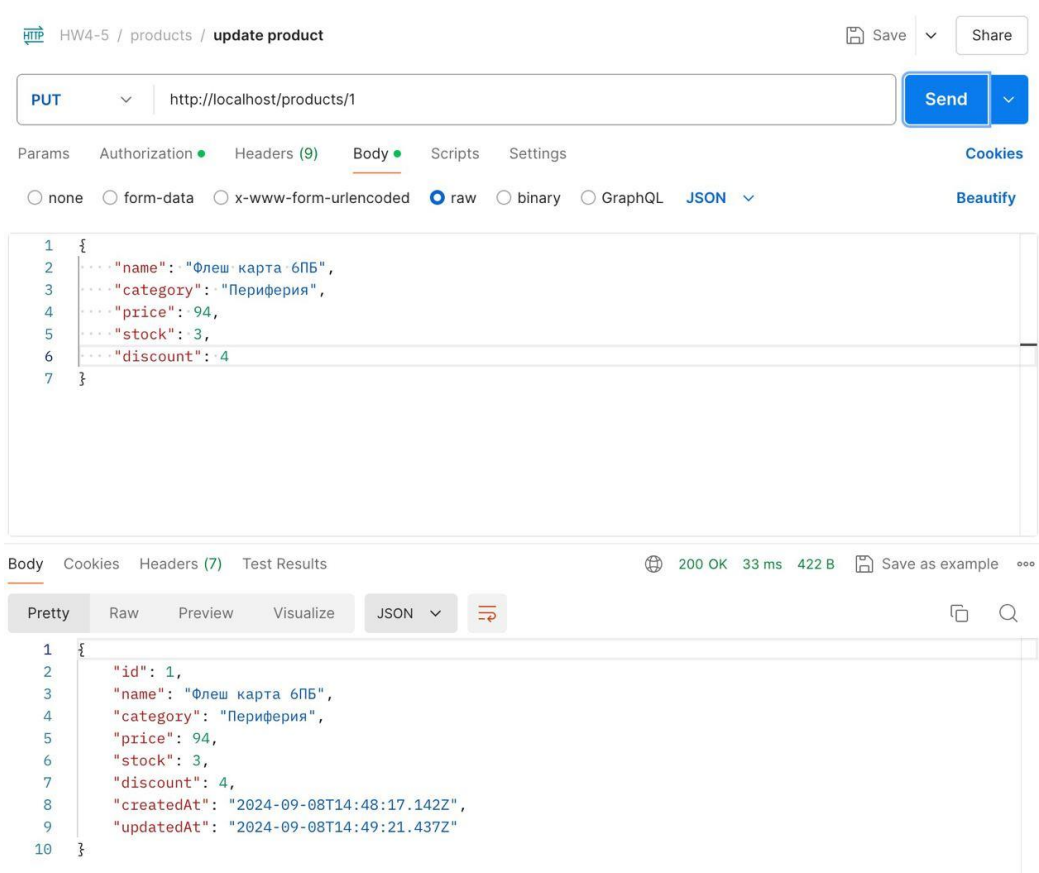 HTTP HW4-5 / products / update product Save Share
PUT http://localhost/products/1 Send
Params Authorization Headers (9) Body Scripts Settings Cookies
none form-data x-www-form-urlencoded raw binary GraphQL JSON Beautify
1 {
2 "name": "Флеш карта 6ПБ",
3 "category": "Периферия",
4 "price": 94,
5 "stock": 3,
6 "discount": 4
7 }
Body Cookies Headers (7) Test Results 200 OK 33 ms 422 B Save as example
Pretty Raw Preview Visualize JSON
1 {
2 "id": 1,
3 "name": "Флеш карта 6ПБ",
4 "category": "Периферия",
5 "price": 94,
6 "stock": 3,
7 "discount": 4,
8 "createdAt": "2024-09-08T14:48:17.142Z",
9 "updatedAt": "2024-09-08T14:49:21.437Z"
10 }